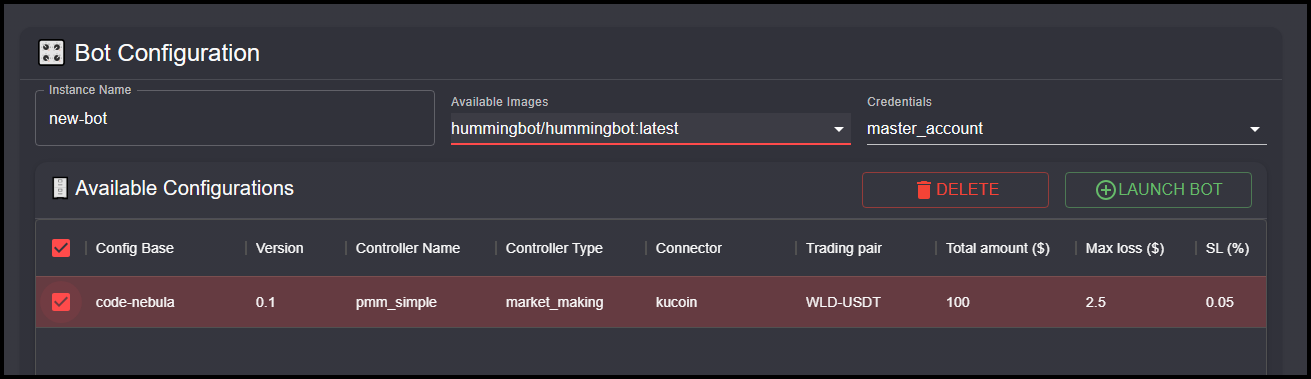 Bot Configuration
Instance Name
new-bot
Available Images
hummingbot/hummingbot:latest
Credentials
master_account
Available Configurations
DELETE
LAUNCH BOT
Config Base Version Controller Name Controller Type Connector Trading pair Total amount ($) Max loss ($) SL (%)
code-nebula 0.1 pmm_simple market_making kucoin WLD-USDT 100 2.5 0.05